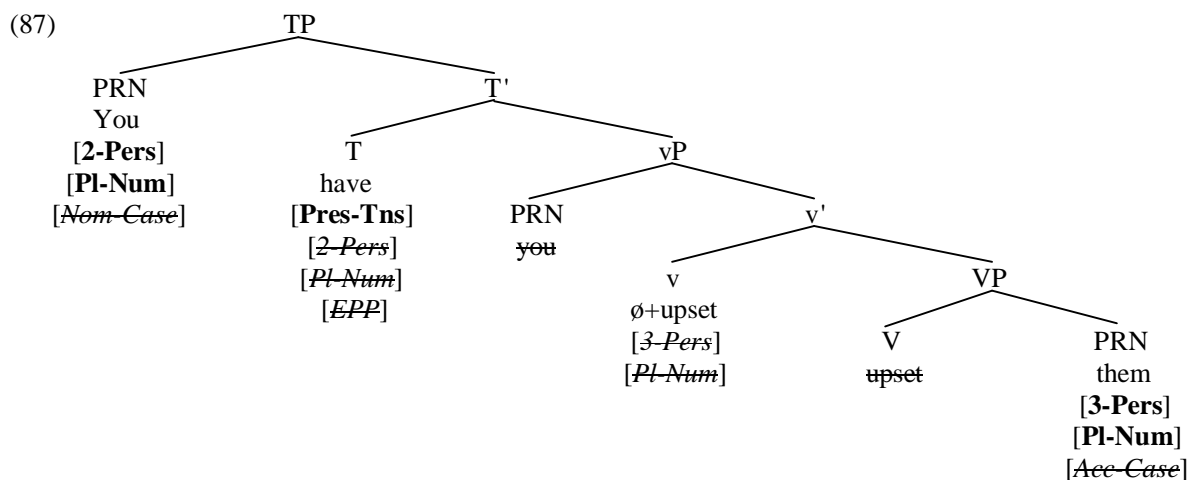 (87) TP
PRN T'
You
[2-Pers] T vP
[Pl-Num] have
[Nom-Case] [Pres-Tns] PRN v'
[2-Pers] you
[Pl-Num] v VP
[EPP] ø+upset
[3-Pers] V PRN
[Pl-Num] upset them
[3-Pers]
[Pl-Num]
[Acc-Case]